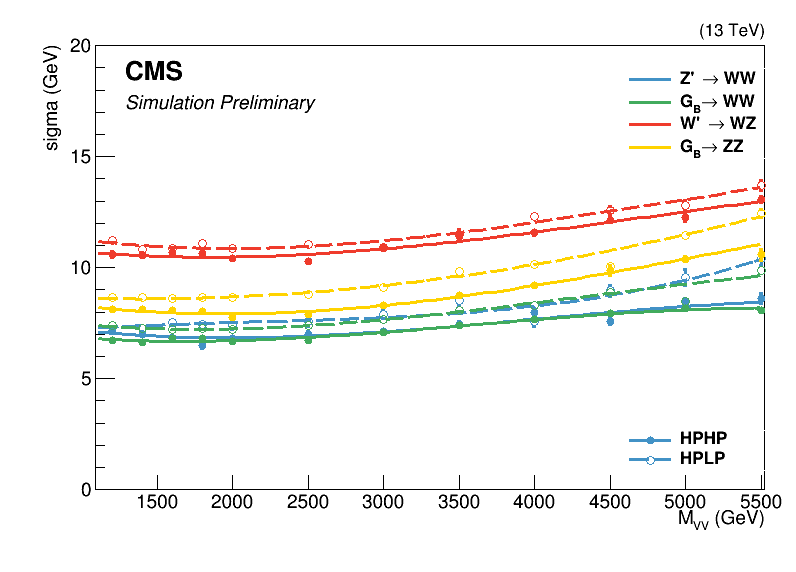 (13 TeV)
sigma (GeV)
20
15
10
5
0
CMS
Simulation Preliminary
Z' → WW
G_B → WW
W' → WZ
G_B → ZZ
HPHP
HPLP
1500 2000 2500 3000 3500 4000 4500 5000 5500
M_VV (GeV)